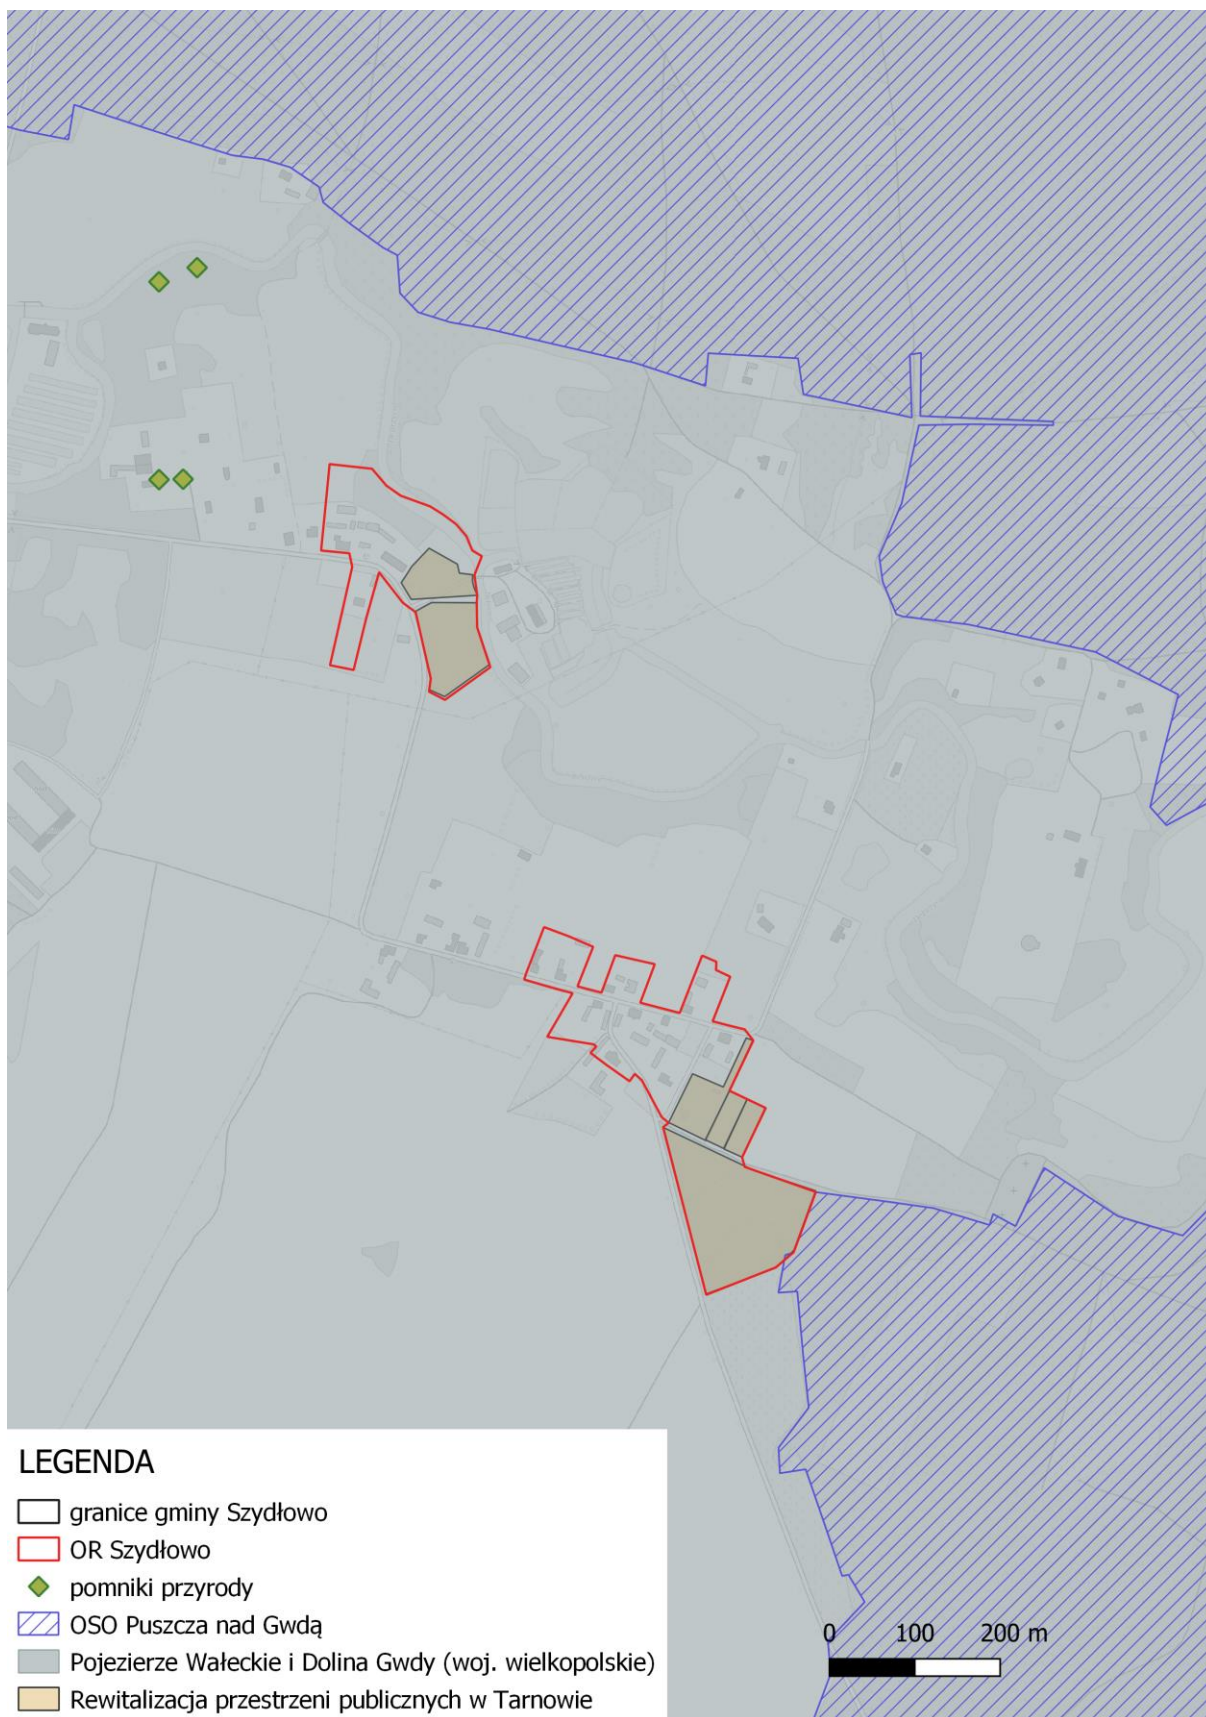 0 100 200 m
LEGENDA
granice gminy Szydłowo
OR Szydłowo
pomniki przyrody
OSO Puszcza nad Gwdą
Pojezierze Wałeckie i Dolina Gwdy (woj. wielkopolskie)
Rewitalizacja przestrzeni publicznych w Tarnowie